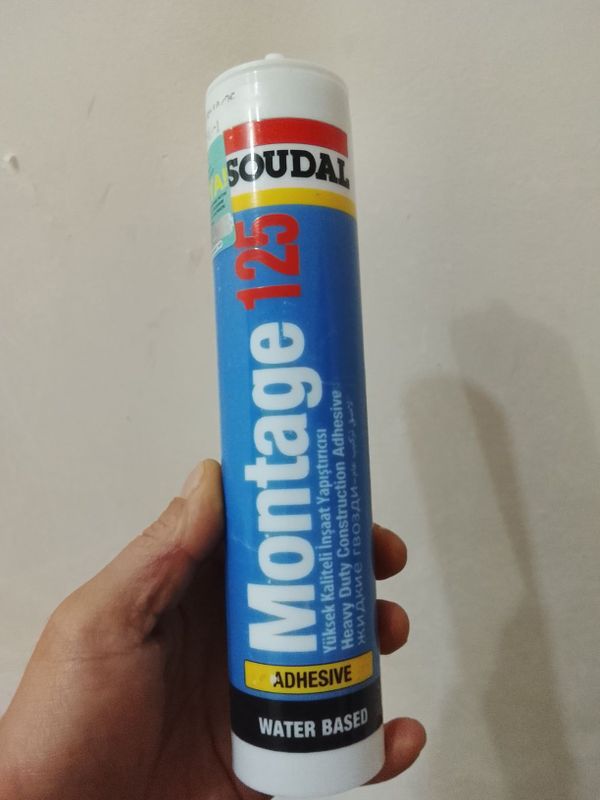 SOUDAL
Montage 125
Yüksek Kaliteli İnşaat Yapıştırıcısı
Heavy Duty Construction Adhesive
ЖИДКИЕ ГВОЗДИ
ADHESIVE
WATER BASED